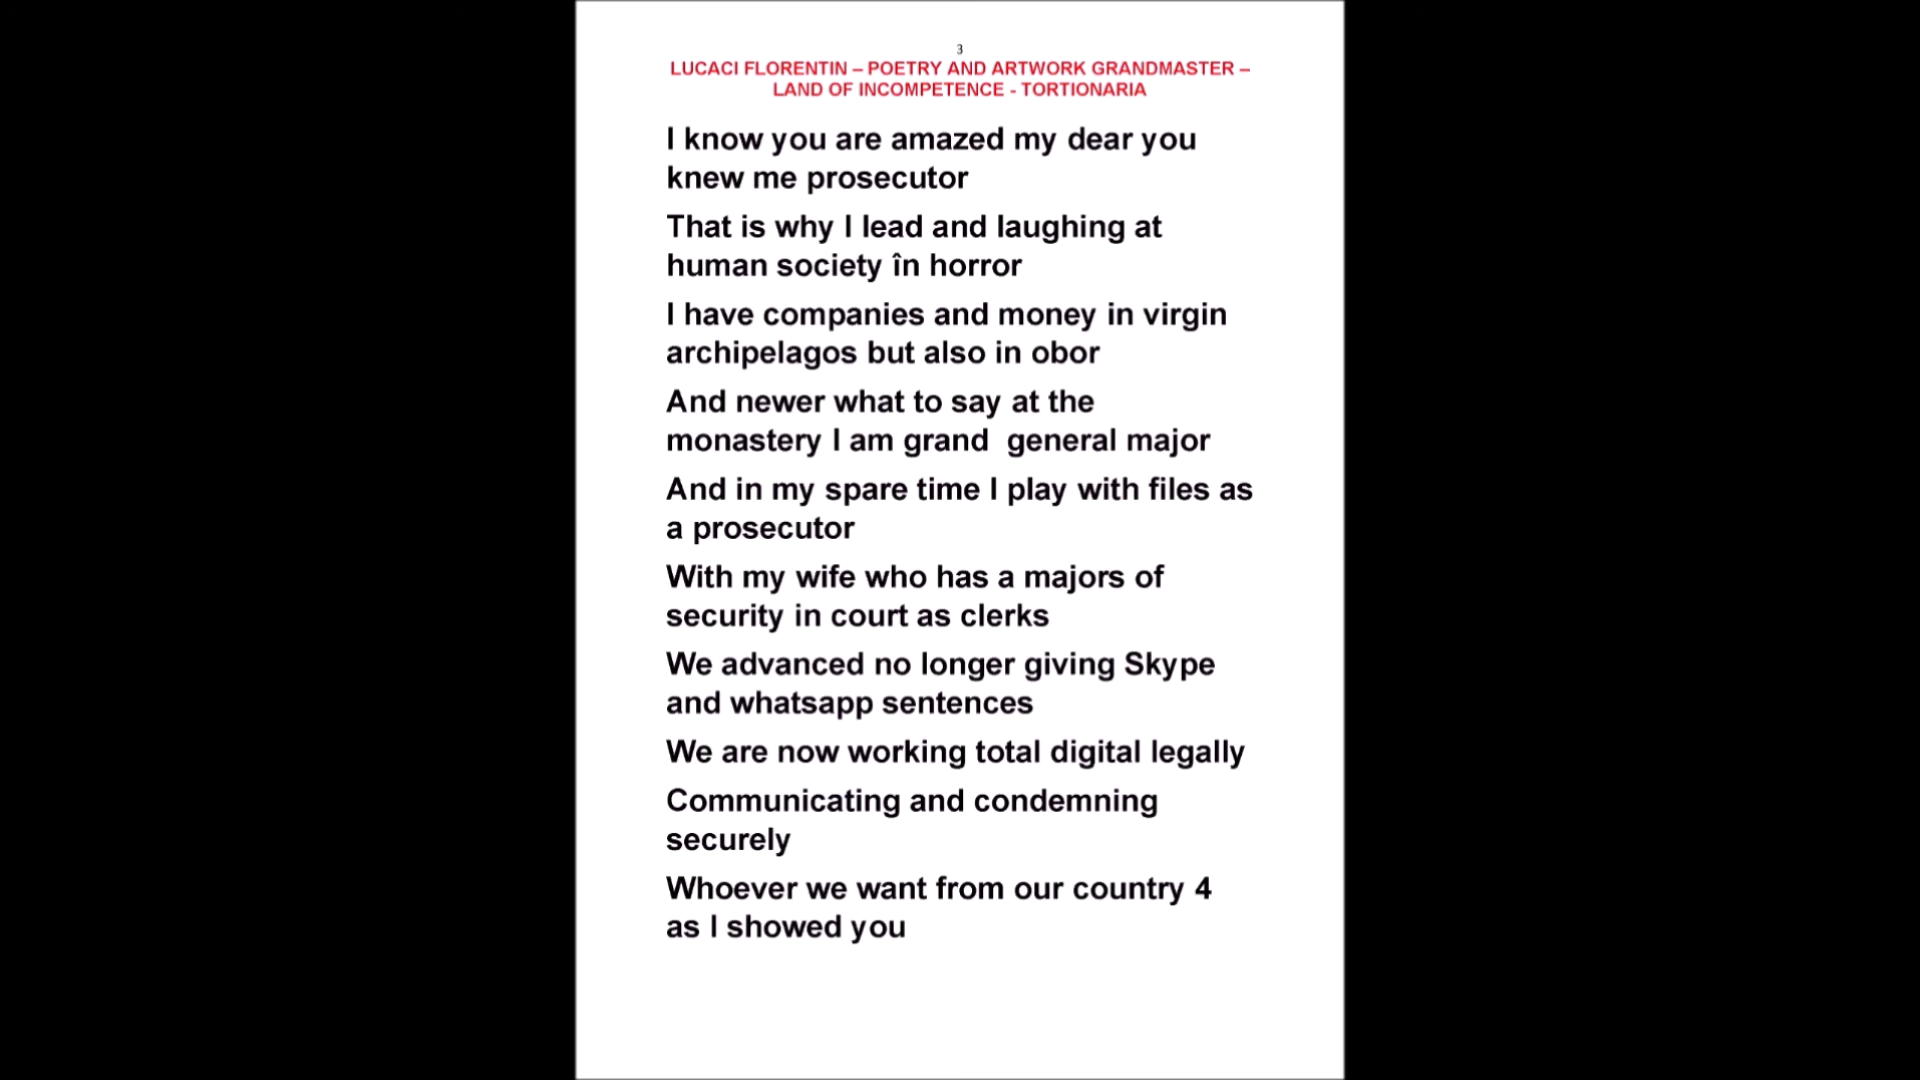 3
LUCACI FLORENTIN – POETRY AND ARTWORK GRANDMASTER –
LAND OF INCOMPETENCE - TORTIONARIA
I know you are amazed my dear you
knew me prosecutor
That is why I lead and laughing at
human society în horror
I have companies and money in virgin
archipelagos but also in obor
And newer what to say at the
monastery I am grand  general major
And in my spare time I play with files as
a prosecutor
With my wife who has a majors of
security in court as clerks
We advanced no longer giving Skype
and whatsapp sentences
We are now working total digital legally
Communicating and condemning
securely
Whoever we want from our country 4
as I showed you